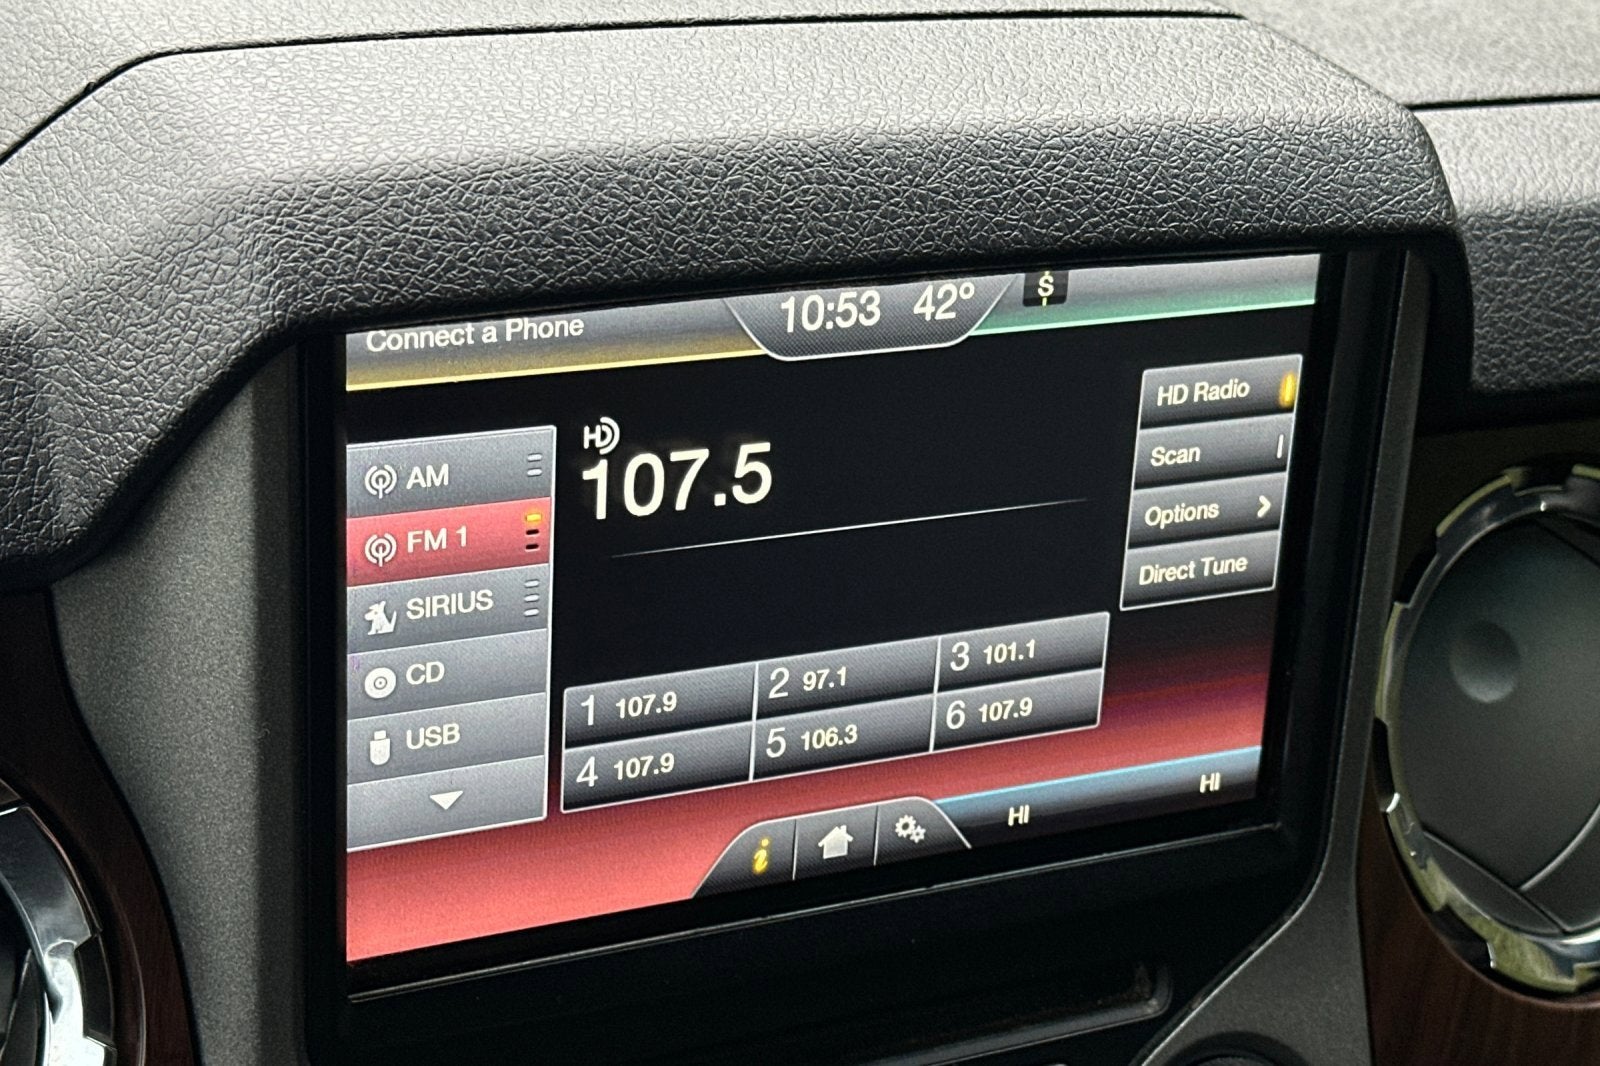 Connect a Phone
10:53 42°
S
HD Radio
HD
107.5
AM
FM 1
SIRIUS
CD
USB
Scan
Options
Direct Tune
1 107.9
2 97.1
3 101.1
4 107.9
5 106.3
6 107.9
i
HI
HI